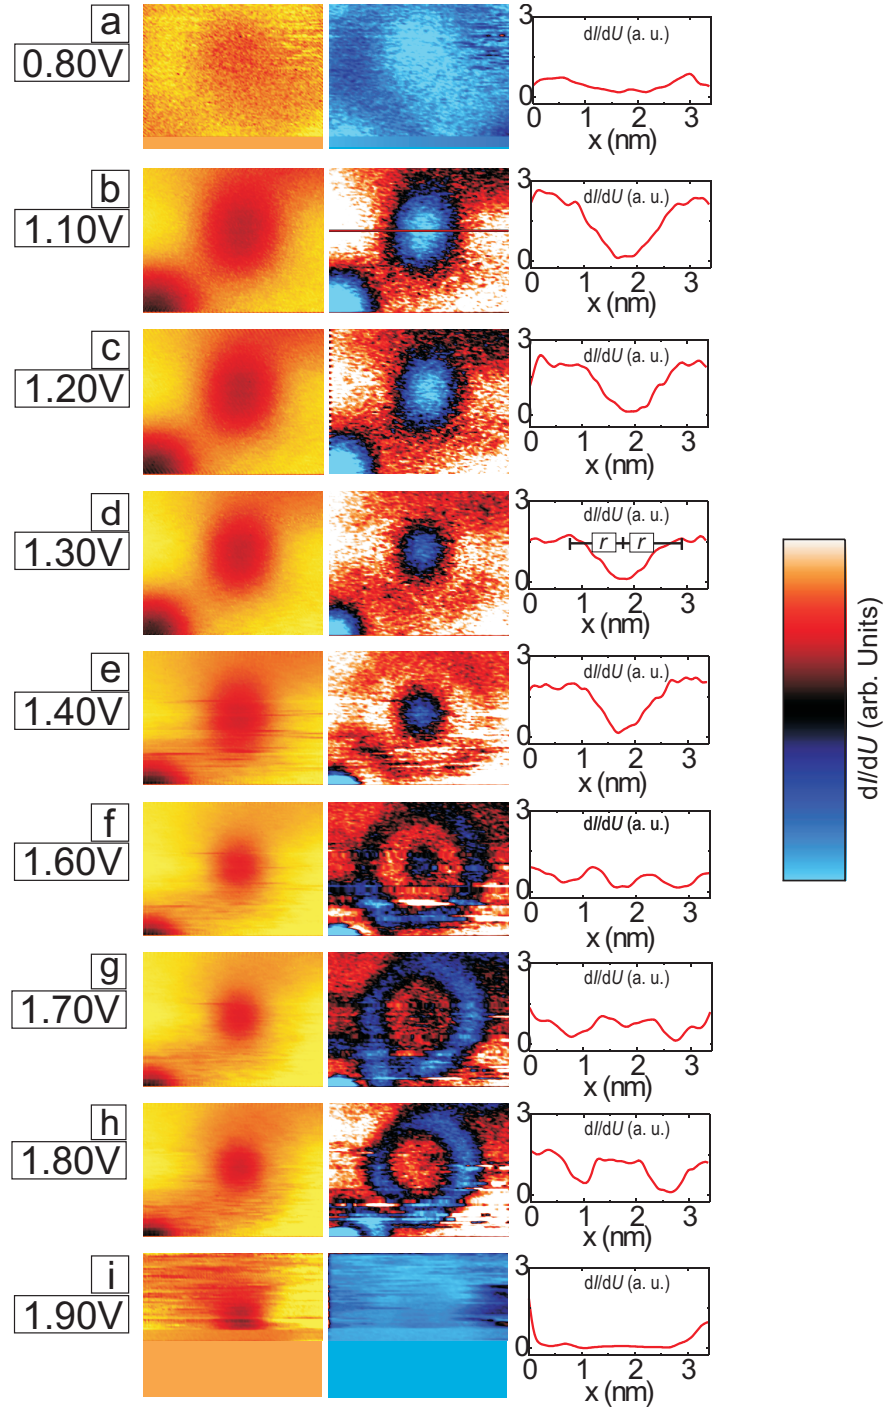 a
0.80V
dI/dU (a. u.)
3
0
0 1 2 3
x (nm)
b
1.10V
dI/dU (a. u.)
3
0
0 1 2 3
x (nm)
c
1.20V
dI/dU (a. u.)
3
0
0 1 2 3
x (nm)
d
1.30V
dI/dU (a. u.)
3
r r
0
0 1 2 3
x (nm)
e
1.40V
dI/dU (a. u.)
3
0
0 1 2 3
x (nm)
f
1.60V
dI/dU (a. u.)
3
0
0 1 2 3
x (nm)
g
1.70V
dI/dU (a. u.)
3
0
0 1 2 3
x (nm)
h
1.80V
dI/dU (a. u.)
3
0
0 1 2 3
x (nm)
i
1.90V
dI/dU (a. u.)
3
0
0 1 2 3
x (nm)
dI/dU (arb. Units)